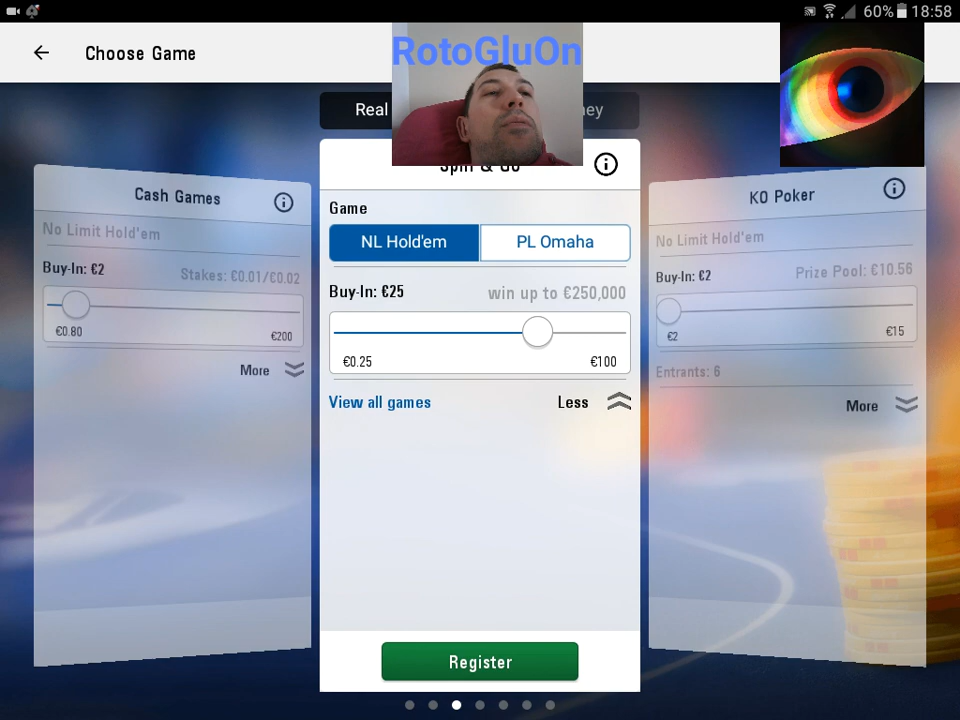 60% 18:58
Choose Game
RotoGluOn
Real
ney
Cash Games
No Limit Hold'em
Buy-In: €2 Stakes: €0.01/€0.02
€0.80 €200
More
Spin & Go
Game
NL Hold'em PL Omaha
Buy-In: €25 win up to €250,000
€0.25 €100
View all games Less
Register
KO Poker
No Limit Hold'em
Buy-In: €2 Prize Pool: €10.56
€2 €15
Entrants: 6
More